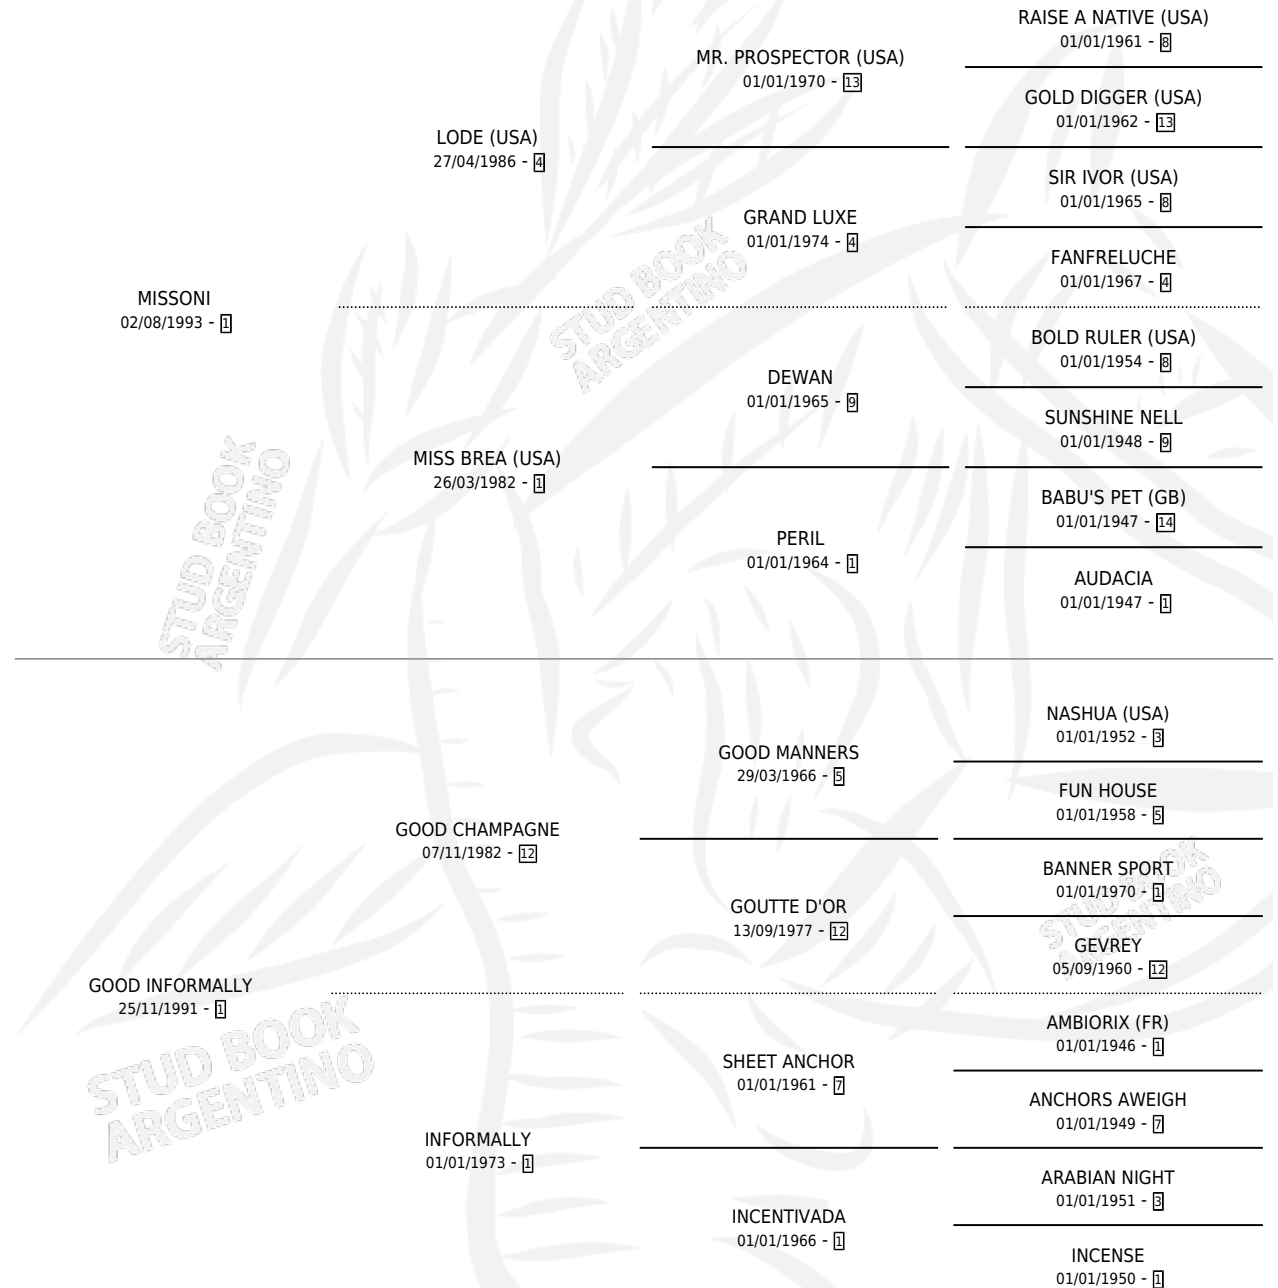 RAISE A NATIVE (USA)
01/01/1961 - 8
MR. PROSPECTOR (USA)
01/01/1970 - 13
GOLD DIGGER (USA)
01/01/1962 - 13
LODE (USA)
27/04/1986 - 4
SIR IVOR (USA)
01/01/1965 - 8
GRAND LUXE
01/01/1974 - 4
FANFRELUCHE
01/01/1967 - 4
MISSONI
02/08/1993 - 1
BOLD RULER (USA)
01/01/1954 - 8
DEWAN
01/01/1965 - 9
SUNSHINE NELL
01/01/1948 - 9
MISS BREA (USA)
26/03/1982 - 1
BABU'S PET (GB)
01/01/1947 - 14
PERIL
01/01/1964 - 1
AUDACIA
01/01/1947 - 1
NASHUA (USA)
01/01/1952 - 3
GOOD MANNERS
29/03/1966 - 5
FUN HOUSE
01/01/1958 - 5
GOOD CHAMPAGNE
07/11/1982 - 12
BANNER SPORT
01/01/1970 - 1
GOUTTE D'OR
13/09/1977 - 12
GEVREY
05/09/1960 - 12
GOOD INFORMALLY
25/11/1991 - 1
AMBIORIX (FR)
01/01/1946 - 1
SHEET ANCHOR
01/01/1961 - 7
ANCHORS AWEIGH
01/01/1949 - 7
INFORMALLY
01/01/1973 - 1
ARABIAN NIGHT
01/01/1951 - 3
INCENTIVADA
01/01/1966 - 1
INCENSE
01/01/1950 - 1
STUD BOOK
ARGENTINO
STUD BOOK
ARGENTINO
STUD BOOK
ARGENTINO
STUD BOOK
ARGENTINO